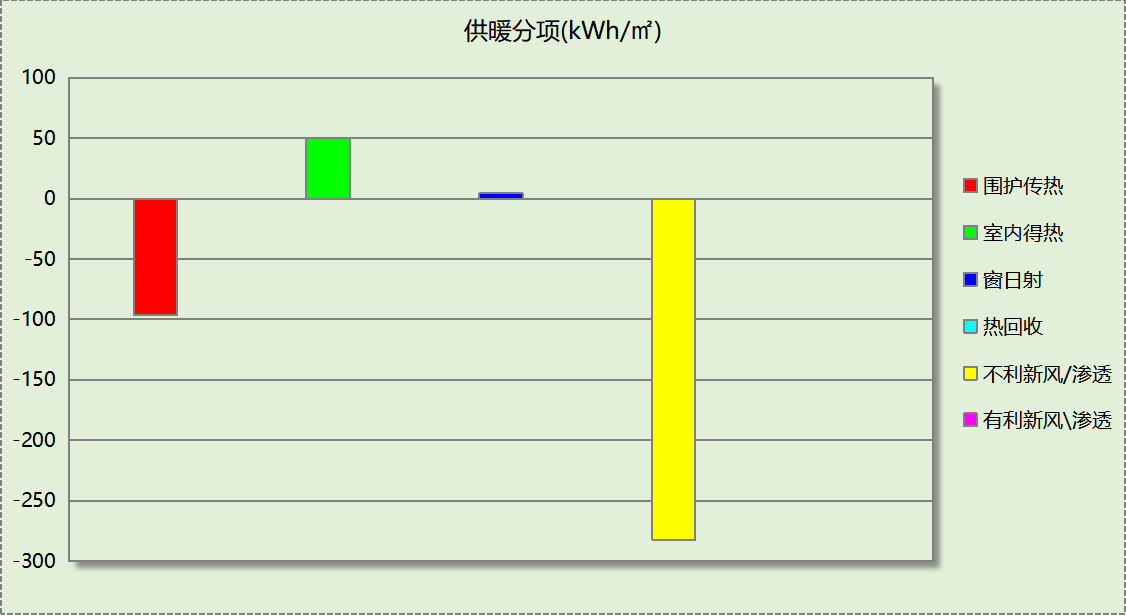 供暖分项(kWh/㎡)
100
50
0
-50
-100
-150
-200
-250
-300
围护传热
室内得热
窗日射
热回收
不利新风/渗透
有利新风\渗透